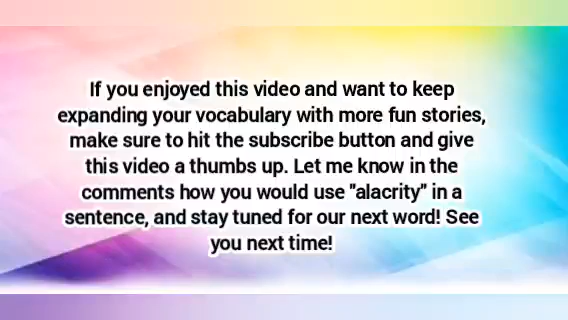 If you enjoyed this video and want to keep
expanding your vocabulary with more fun stories,
make sure to hit the subscribe button and give
this video a thumbs up. Let me know in the
comments how you would use "alacrity" in a
sentence, and stay tuned for our next word! See
you next time!